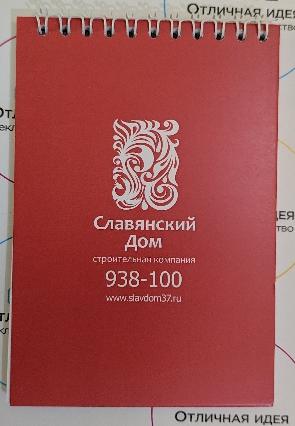 ОТЛИЧНАЯ ИДЕЯ
Славянский
Дом
строительная компания
938-100
www.slavdom37.ru
ОТЛИЧНАЯ ИДЕЯ